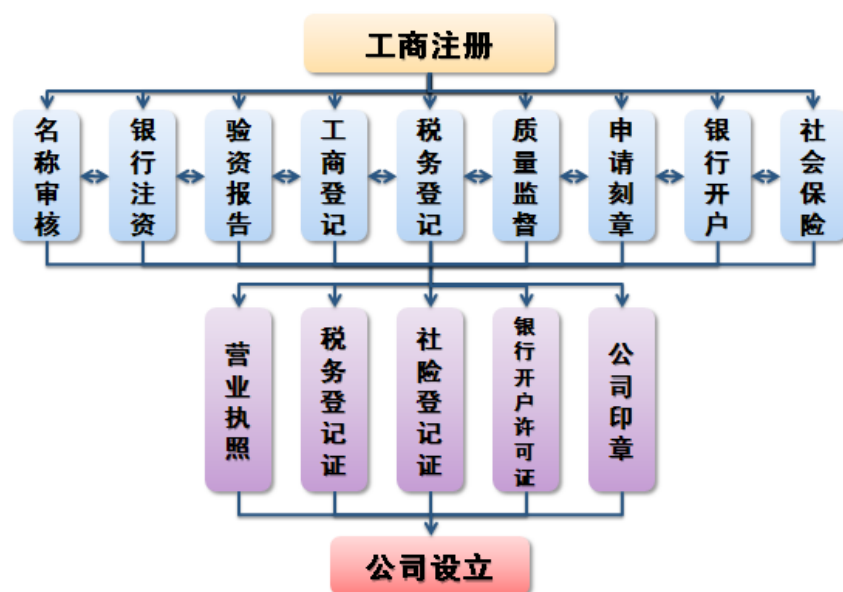 工商注册
名称审核
银行注资
验资报告
工商登记
税务登记
质量监督
申请刻章
银行开户
社会保险
营业执照
税务登记证
社险登记证
银行开户许可证
公司印章
公司设立